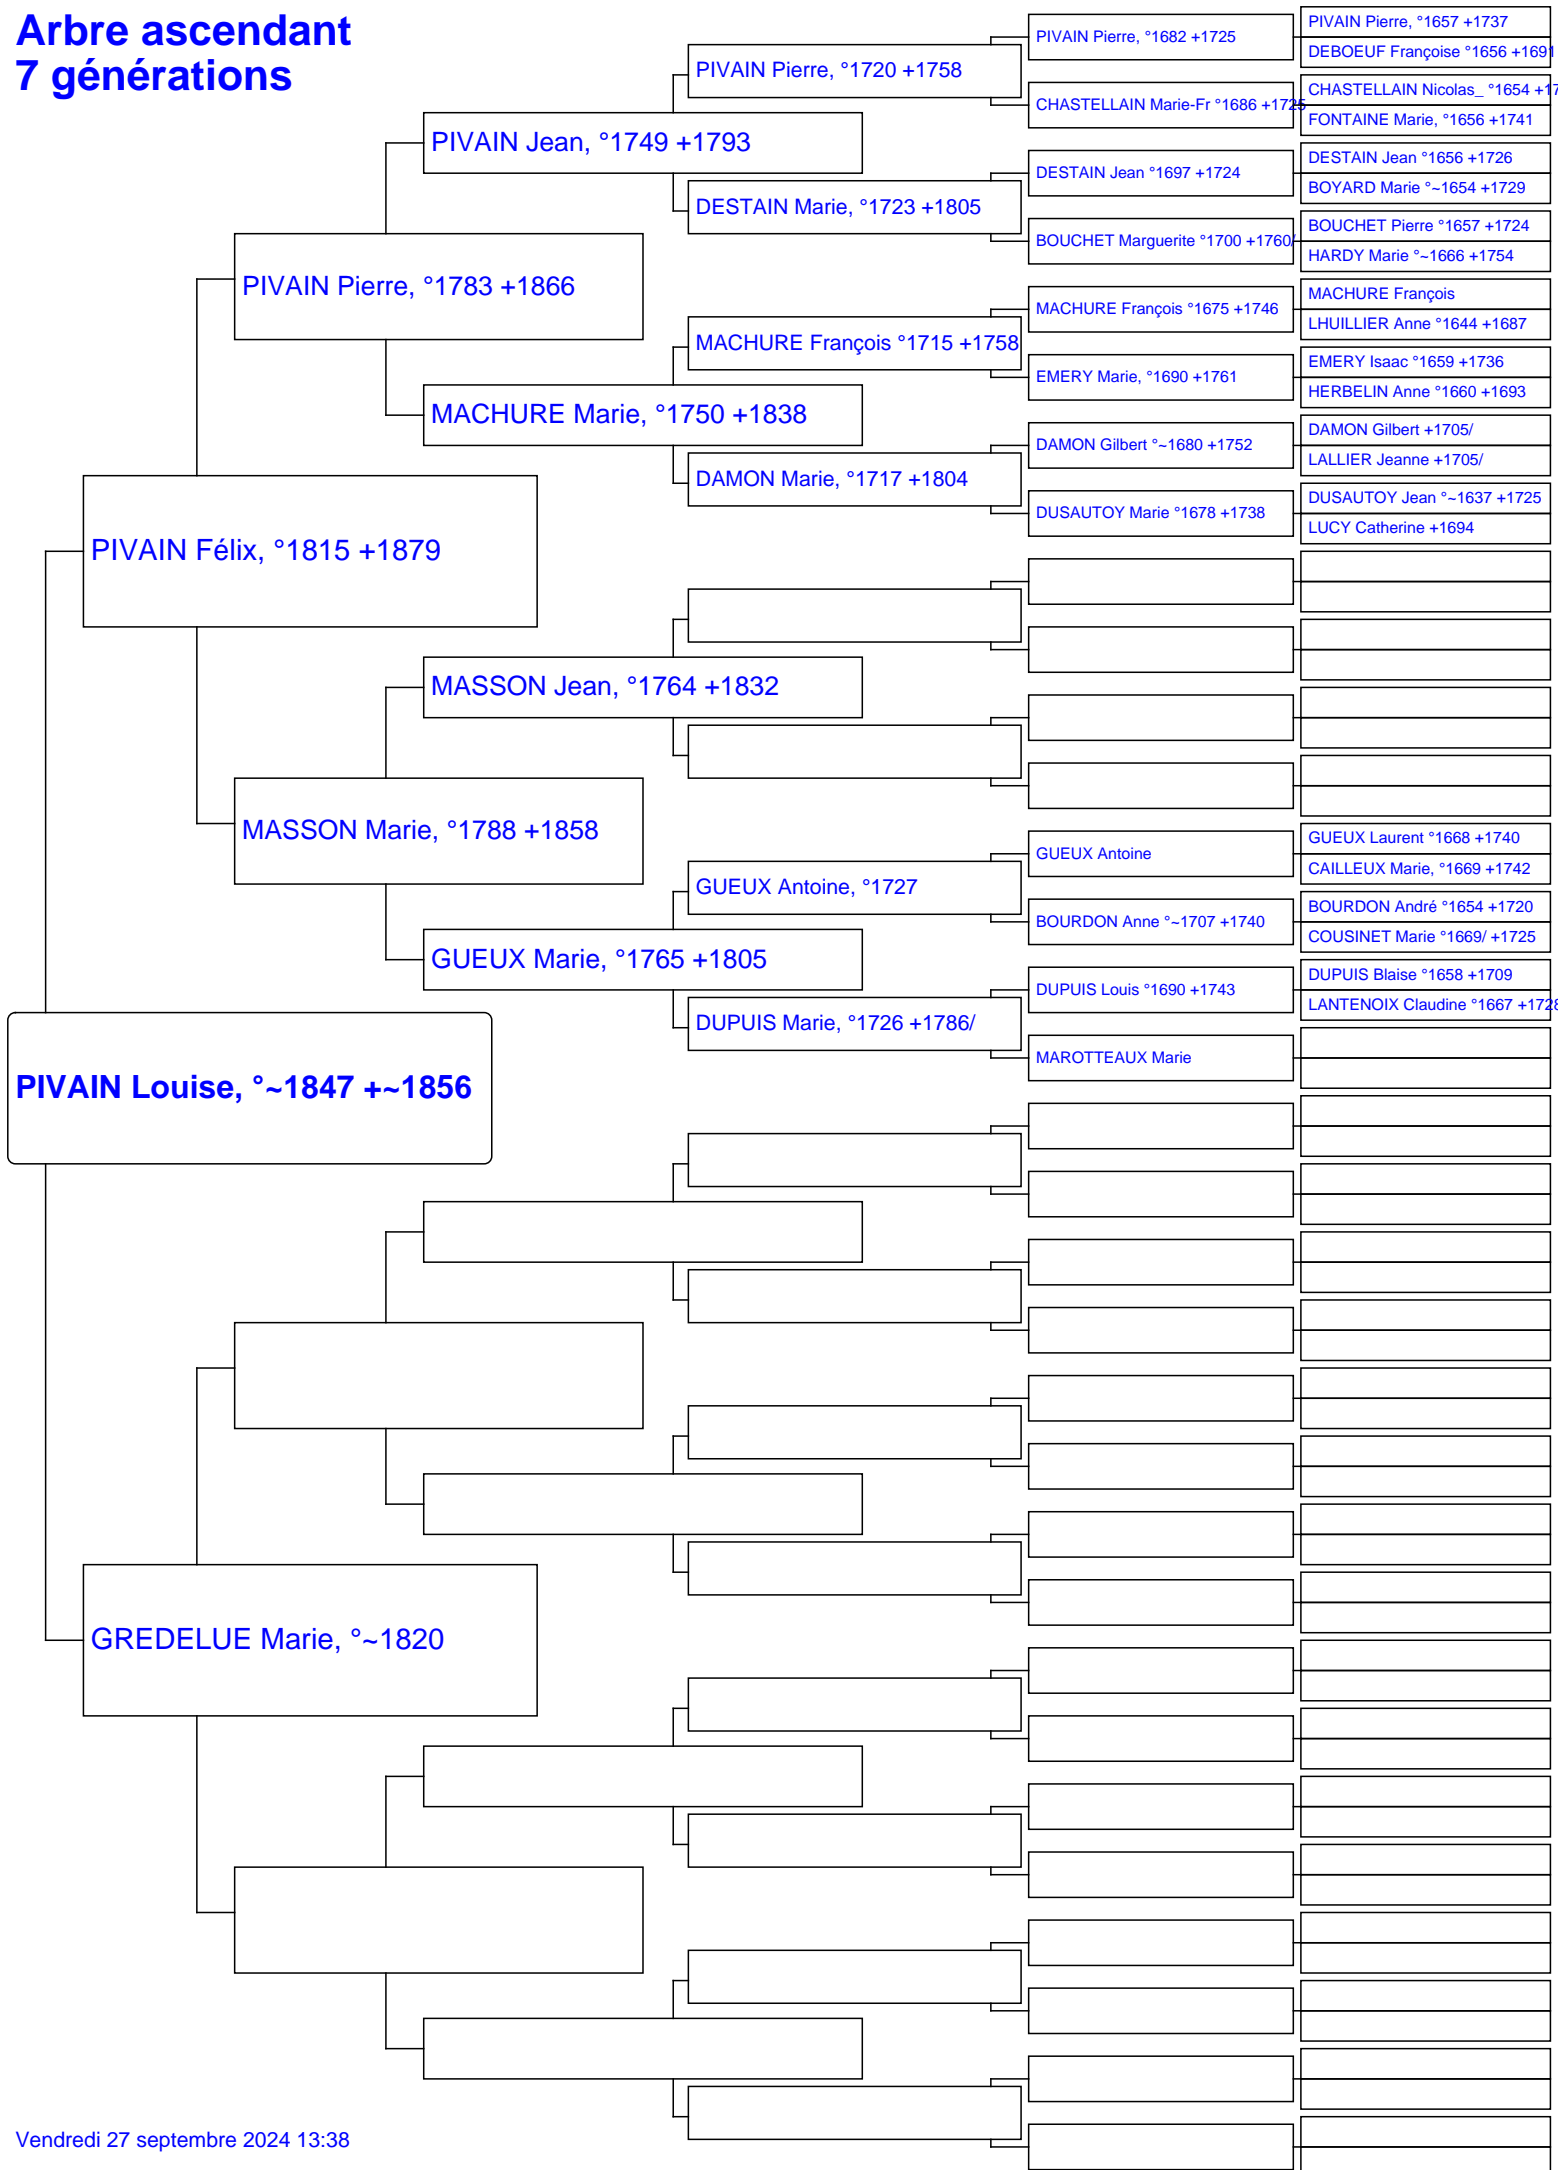 Arbre ascendant
7 générations
PIVAIN Louise, °~1847 +~1856
PIVAIN Félix, °1815 +1879
GREDELUE Marie, °~1820
PIVAIN Pierre, °1783 +1866
MASSON Marie, °1788 +1858
PIVAIN Jean, °1749 +1793
MACHURE Marie, °1750 +1838
MASSON Jean, °1764 +1832
GUEUX Marie, °1765 +1805
PIVAIN Pierre, °1720 +1758
DESTAIN Marie, °1723 +1805
MACHURE François °1715 +1758
DAMON Marie, °1717 +1804
GUEUX Antoine, °1727
DUPUIS Marie, °1726 +1786/
PIVAIN Pierre, °1682 +1725
CHASTELLAIN Marie-Fr °1686 +1725
DESTAIN Jean °1697 +1724
BOUCHET Marguerite °1700 +1760/
MACHURE François °1675 +1746
EMERY Marie, °1690 +1761
DAMON Gilbert °~1680 +1752
DUSAUTOY Marie °1678 +1738
GUEUX Antoine
BOURDON Anne °~1707 +1740
DUPUIS Louis °1690 +1743
MAROTTEAUX Marie
PIVAIN Pierre, °1657 +1737
DEBOEUF Françoise °1656 +1691
CHASTELLAIN Nicolas_ °1654 +17
FONTAINE Marie, °1656 +1741
DESTAIN Jean °1656 +1726
BOYARD Marie °~1654 +1729
BOUCHET Pierre °1657 +1724
HARDY Marie °~1666 +1754
MACHURE François
LHUILLIER Anne °1644 +1687
EMERY Isaac °1659 +1736
HERBELIN Anne °1660 +1693
DAMON Gilbert +1705/
LALLIER Jeanne +1705/
DUSAUTOY Jean °~1637 +1725
LUCY Catherine +1694
GUEUX Laurent °1668 +1740
CAILLEUX Marie, °1669 +1742
BOURDON André °1654 +1720
COUSINET Marie °1669/ +1725
DUPUIS Blaise °1658 +1709
LANTENOIX Claudine °1667 +1728
Vendredi 27 septembre 2024 13:38